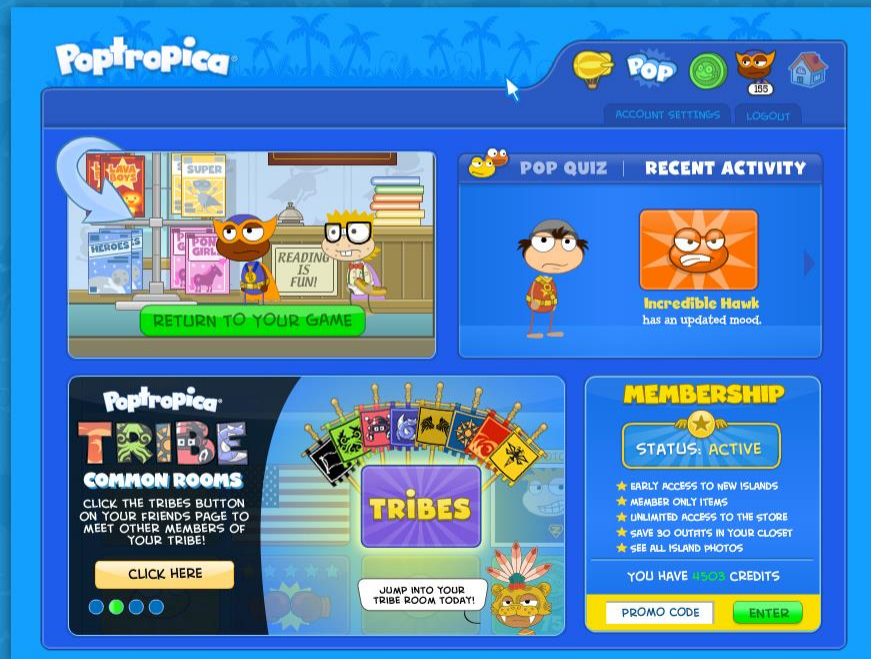 Poptropica
POP
155
ACCOUNT SETTINGS
LOGOUT
LAVA
BOYS
SUPER
HEROES
PONY
GIRL
READING
IS
FUN!
RETURN TO YOUR GAME
POP QUIZ | RECENT ACTIVITY
Incredible Hawk
has an updated mood.
Poptropica
TRIBE
COMMON ROOMS
CLICK THE TRIBES BUTTON
ON YOUR FRIENDS PAGE TO
MEET OTHER MEMBERS OF
YOUR TRIBE!
CLICK HERE
TRIBES
JUMP INTO YOUR
TRIBE ROOM TODAY!
MEMBERSHIP
STATUS: ACTIVE
EARLY ACCESS TO NEW ISLANDS
MEMBER ONLY ITEMS
UNLIMITED ACCESS TO THE STORE
SAVE 30 OUTFITS IN YOUR CLOSET
SEE ALL ISLAND PHOTOS
YOU HAVE 4503 CREDITS
PROMO CODE
ENTER